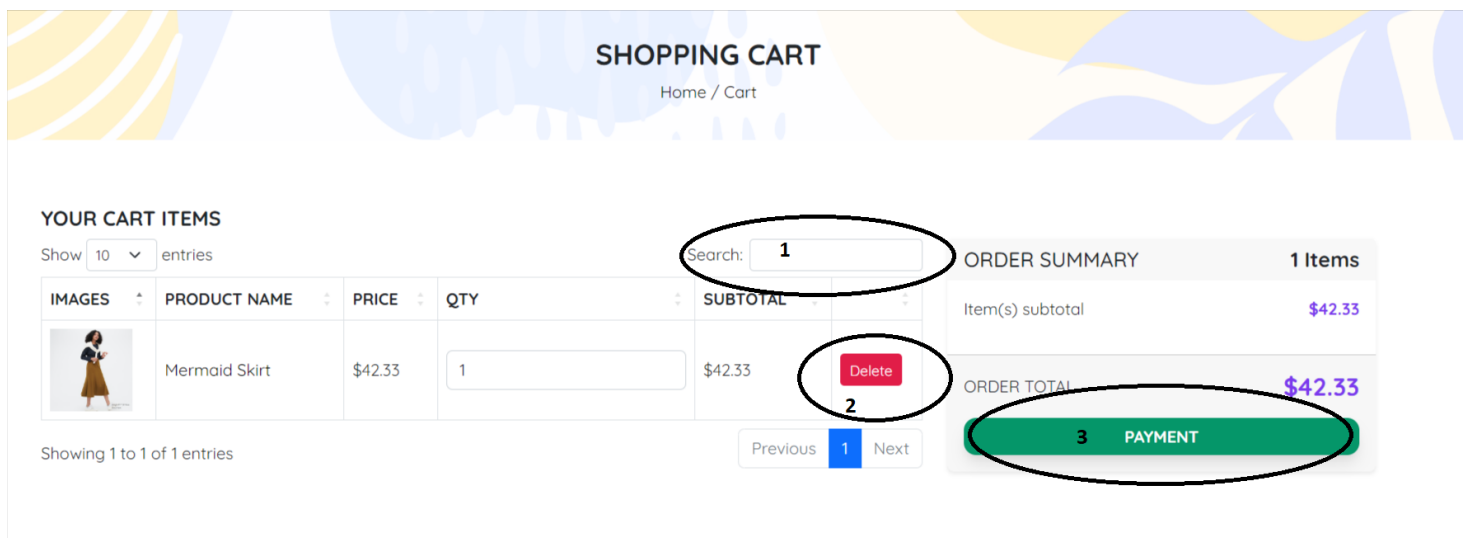 SHOPPING CART
Home / Cart
YOUR CART ITEMS
Show 10 entries
Search: 1
IMAGES PRODUCT NAME PRICE QTY SUBTOTAL
Mermaid Skirt $42.33 1 $42.33 Delete
2
Showing 1 to 1 of 1 entries
Previous 1 Next
ORDER SUMMARY 1 Items
Item(s) subtotal $42.33
ORDER TOTAL $42.33
3 PAYMENT